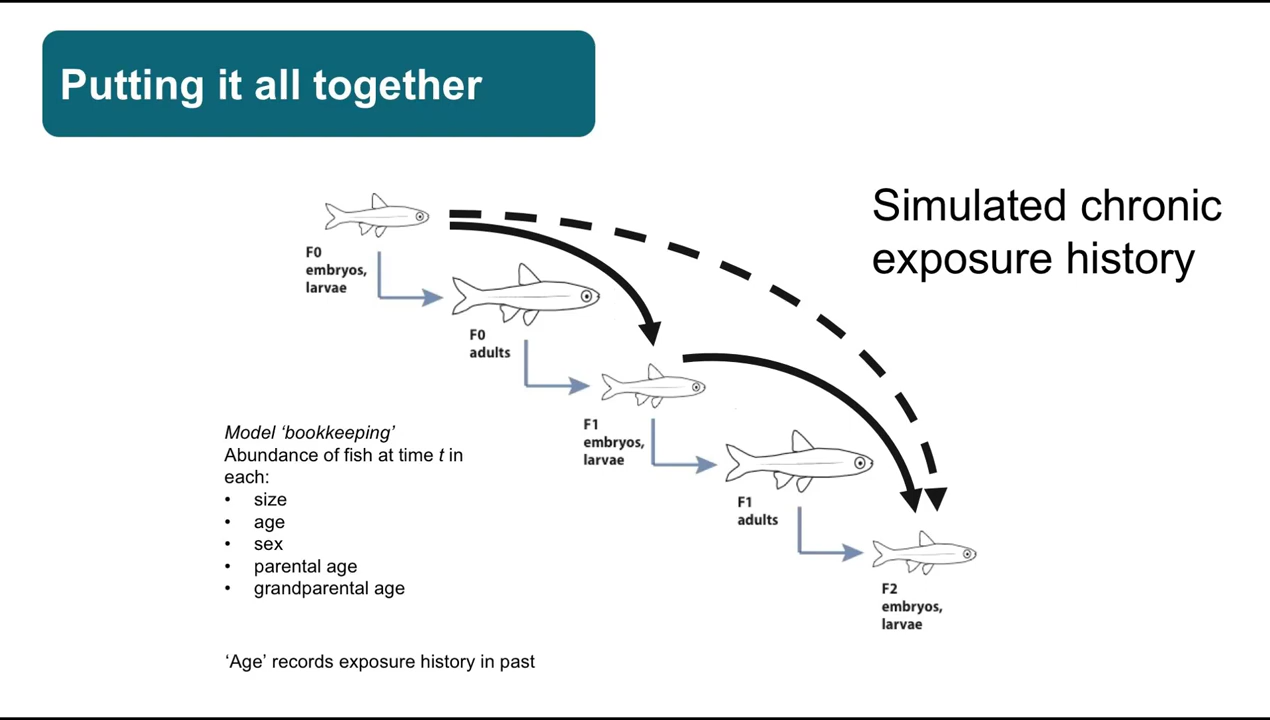 Putting it all together
Simulated chronic
exposure history
F0
embryos,
larvae
F0
adults
F1
embryos,
larvae
F1
adults
F2
embryos,
larvae
Model ‘bookkeeping’
Abundance of fish at time t in
each:
• size
• age
• sex
• parental age
• grandparental age
‘Age’ records exposure history in past